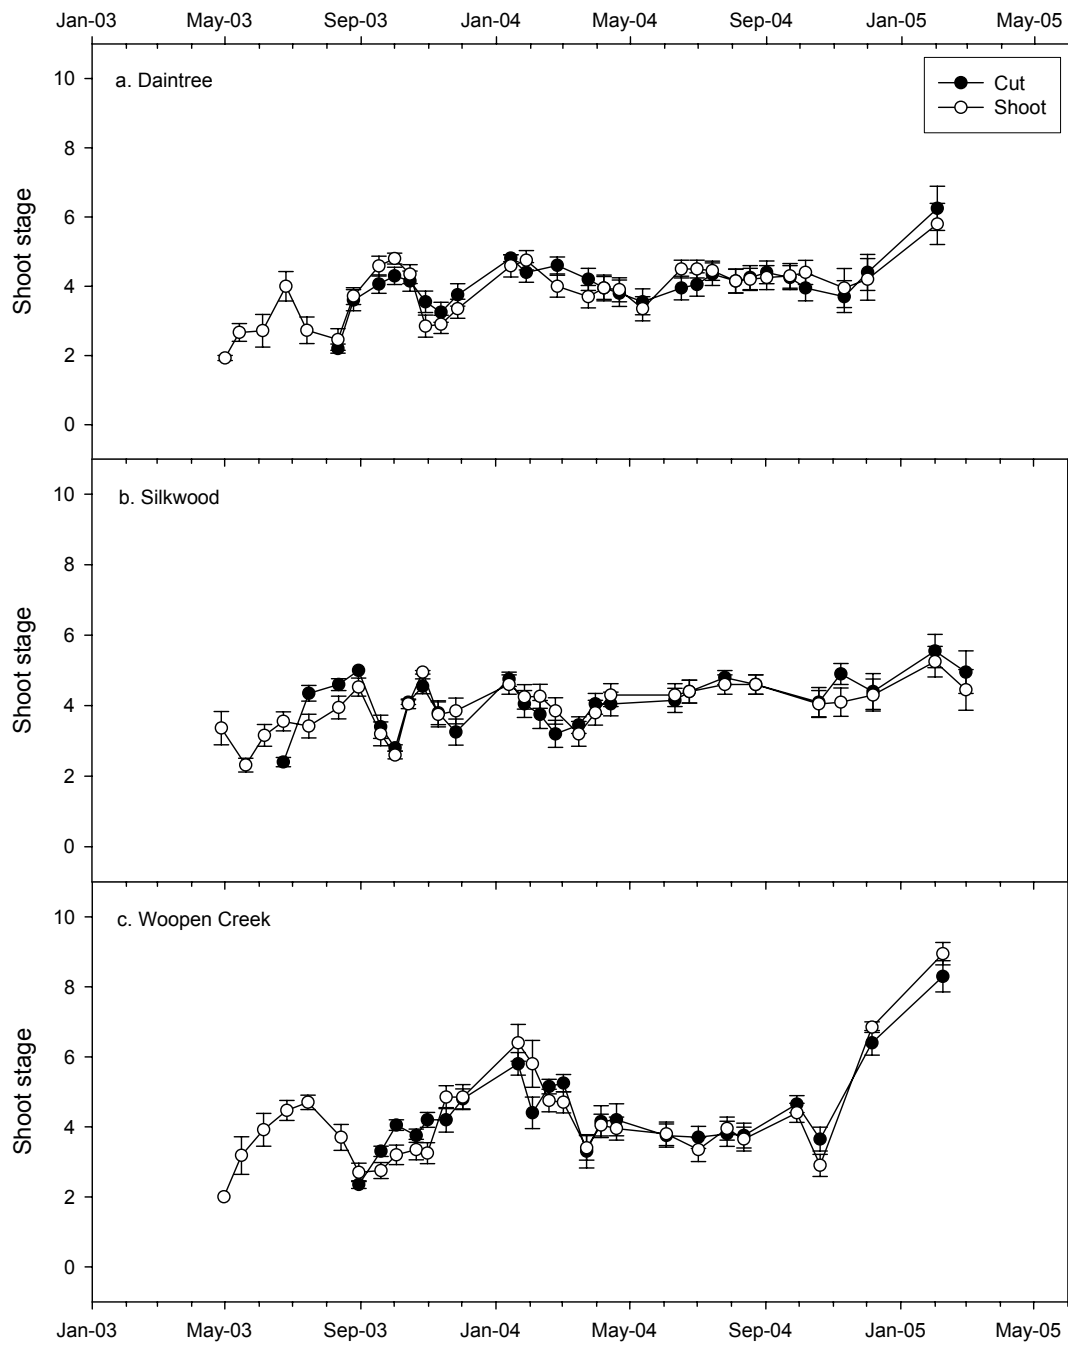 Jan-03 May-03 Sep-03 Jan-04 May-04 Sep-04 Jan-05 May-05
10
a. Daintree
Cut
Shoot
8
6
4
2
0
Shoot stage
10
b. Silkwood
8
6
4
2
0
Shoot stage
10
c. Woopen Creek
8
6
4
2
0
Shoot stage
Jan-03 May-03 Sep-03 Jan-04 May-04 Sep-04 Jan-05 May-05